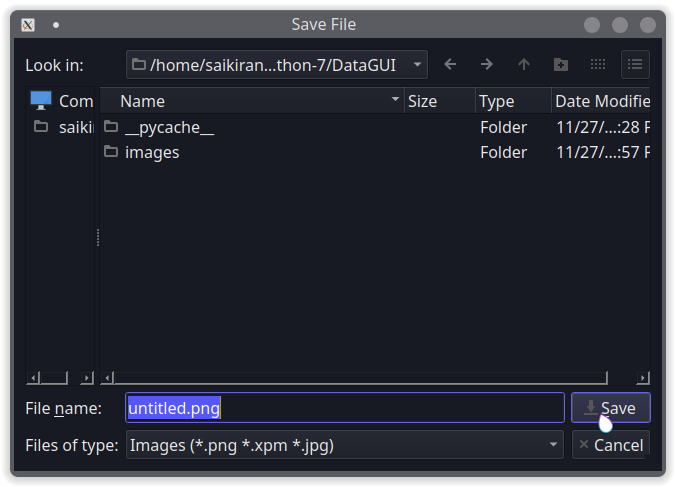 Save File
Look in: /home/saikiran...thon-7/DataGUI
Com Name Size Type Date Modifie
saiki __pycache__ Folder 11/27/...:28 P
images Folder 11/27/...:57 P
File name: untitled.png Save
Files of type: Images (*.png *.xpm *.jpg) Cancel